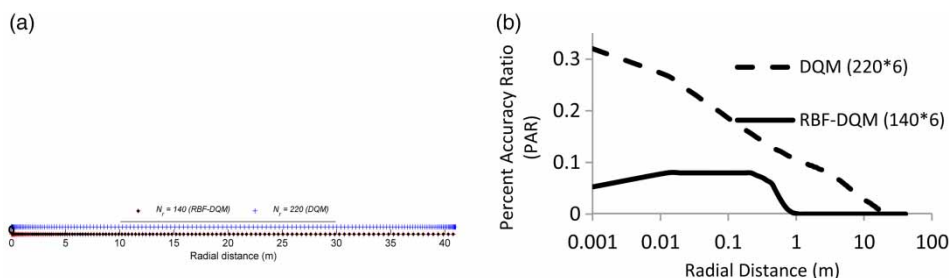 (a)
N_r = 140 (RBF-DQM) N_r = 220 (DQM)
0 5 10 15 20 25 30 35 40
Radial distance (m)
(b)
Percent Accuracy Ratio
(PAR)
0.3
0.2
0.1
0
DQM (220*6)
RBF-DQM (140*6)
0.001 0.01 0.1 1 10 100
Radial Distance (m)